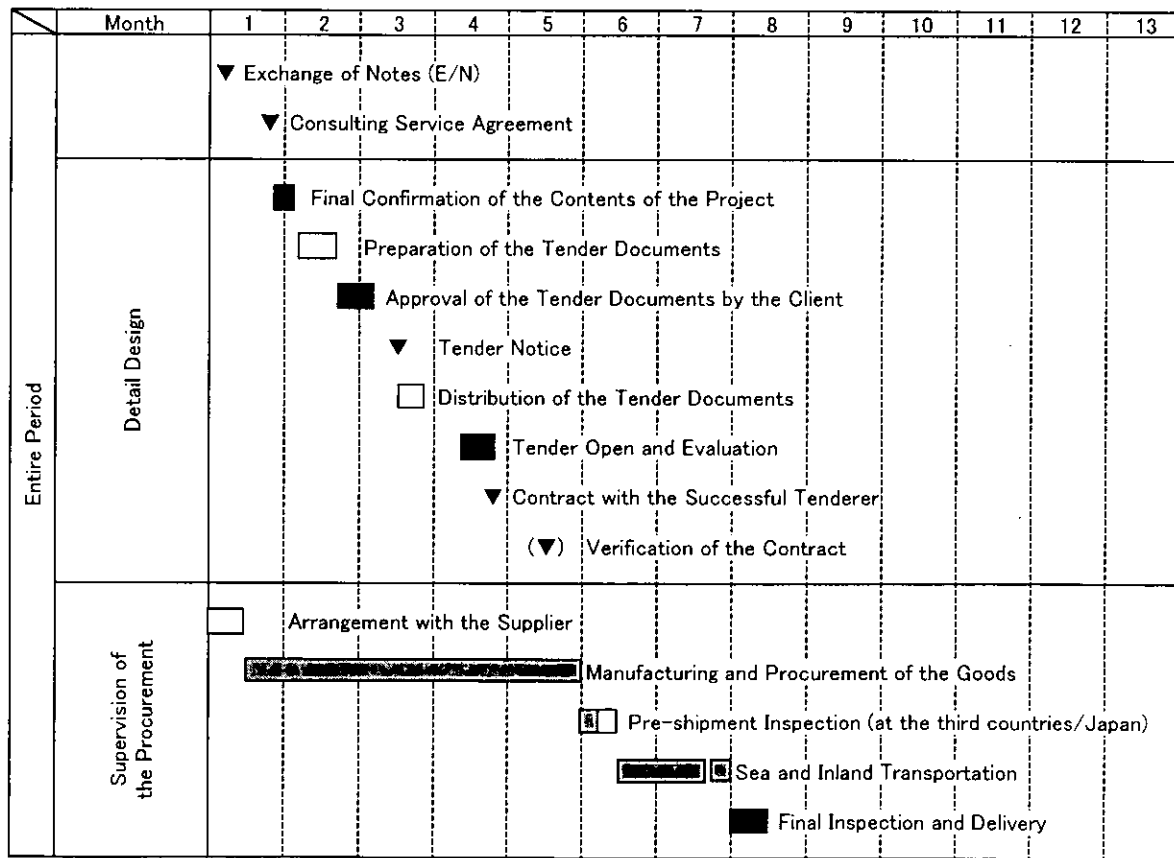 Month 1 2 3 4 5 6 7 8 9 10 11 12 13
Entire Period
▼ Exchange of Notes (E/N)
▼ Consulting Service Agreement
Detail Design
Final Confirmation of the Contents of the Project
Preparation of the Tender Documents
Approval of the Tender Documents by the Client
▼ Tender Notice
Distribution of the Tender Documents
Tender Open and Evaluation
▼ Contract with the Successful Tenderer
(▼) Verification of the Contract
Supervision of
the Procurement
Arrangement with the Supplier
Manufacturing and Procurement of the Goods
Pre-shipment Inspection (at the third countries/Japan)
Sea and Inland Transportation
Final Inspection and Delivery